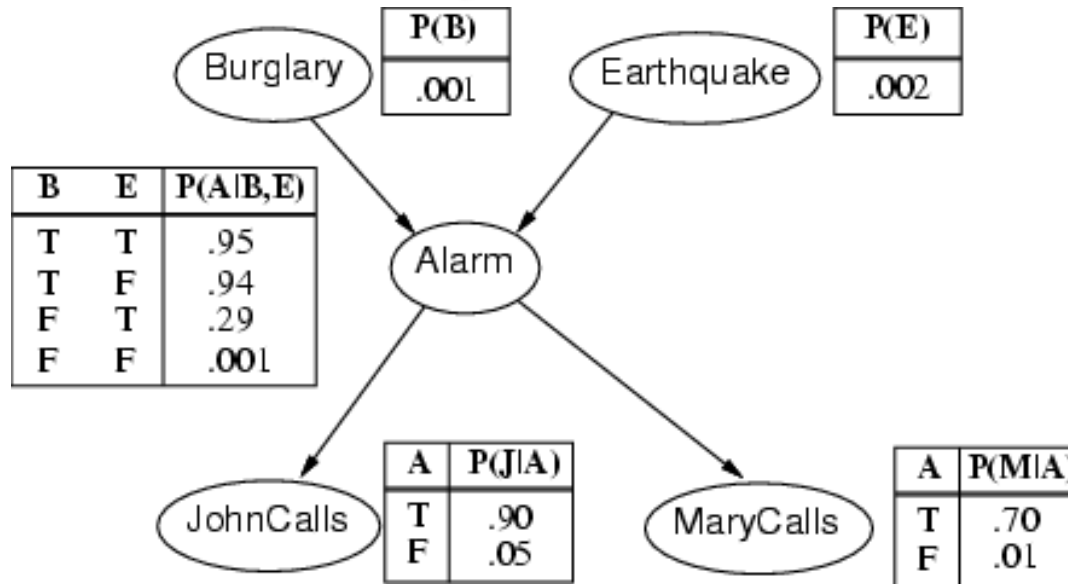 Burglary
P(B)
.001
Earthquake
P(E)
.002
B E P(A|B,E)
T T .95
T F .94
F T .29
F F .001
Alarm
JohnCalls
A P(J|A)
T .90
F .05
MaryCalls
A P(M|A)
T .70
F .01